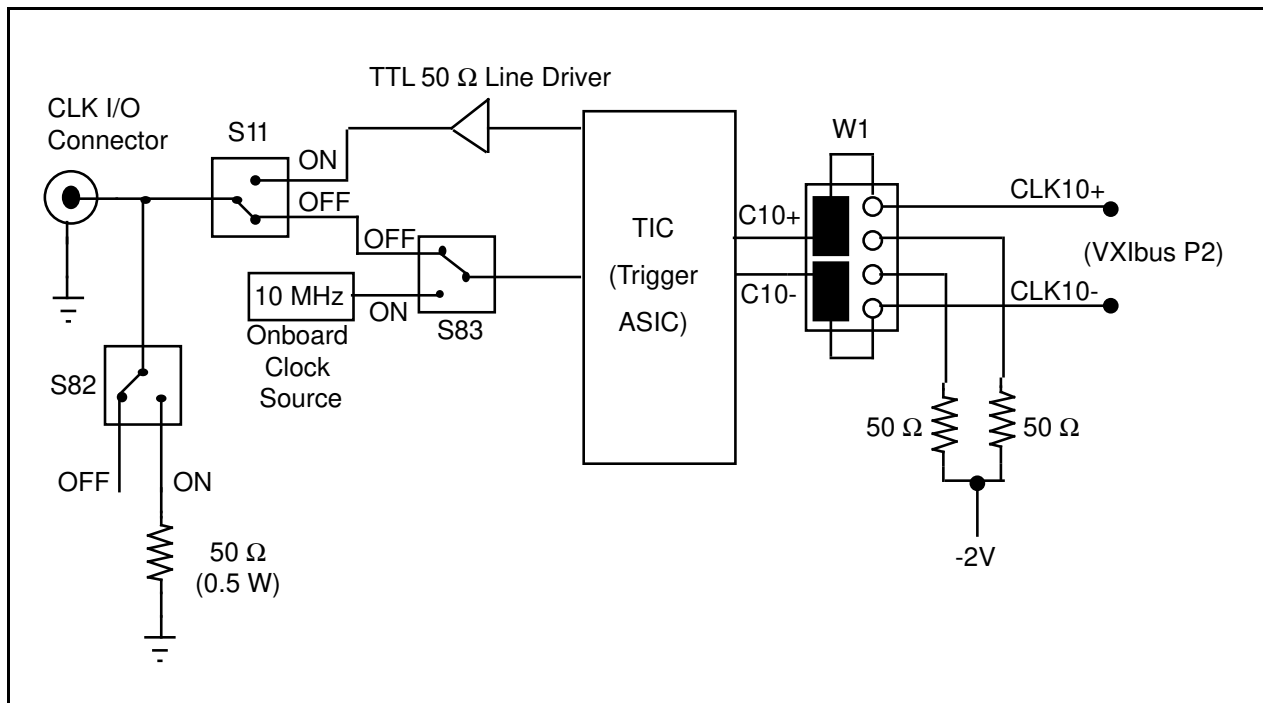 TTL 50 Ω Line Driver
CLK I/O
Connector
S11
ON
OFF
OFF
10 MHz
ON
S83
Onboard
Clock
Source
TIC
(Trigger
ASIC)
W1
C10+
C10-
CLK10+
(VXIbus P2)
CLK10-
S82
OFF
ON
50 Ω
(0.5 W)
50 Ω
50 Ω
-2V